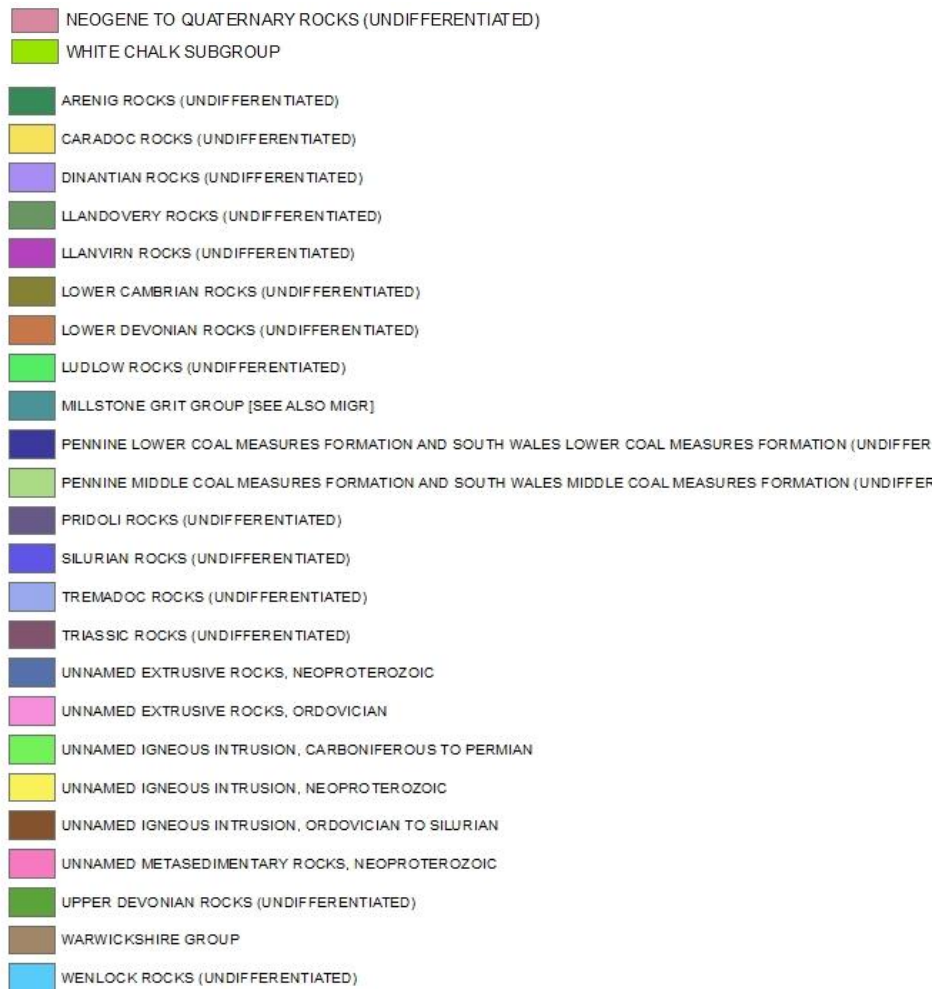 NEOGENE TO QUATERNARY ROCKS (UNDIFFERENTIATED)
WHITE CHALK SUBGROUP
ARENIG ROCKS (UNDIFFERENTIATED)
CARADOC ROCKS (UNDIFFERENTIATED)
DINANTIAN ROCKS (UNDIFFERENTIATED)
LLANDOVERY ROCKS (UNDIFFERENTIATED)
LLANVIRN ROCKS (UNDIFFERENTIATED)
LOWER CAMBRIAN ROCKS (UNDIFFERENTIATED)
LOWER DEVONIAN ROCKS (UNDIFFERENTIATED)
LUDLOW ROCKS (UNDIFFERENTIATED)
MILLSTONE GRIT GROUP [SEE ALSO MIGR]
PENNINE LOWER COAL MEASURES FORMATION AND SOUTH WALES LOWER COAL MEASURES FORMATION (UNDIFFER
PENNINE MIDDLE COAL MEASURES FORMATION AND SOUTH WALES MIDDLE COAL MEASURES FORMATION (UNDIFFER
PRIDOLI ROCKS (UNDIFFERENTIATED)
SILURIAN ROCKS (UNDIFFERENTIATED)
TREMADOC ROCKS (UNDIFFERENTIATED)
TRIASSIC ROCKS (UNDIFFERENTIATED)
UNNAMED EXTRUSIVE ROCKS, NEOPROTEROZOIC
UNNAMED EXTRUSIVE ROCKS, ORDOVICIAN
UNNAMED IGNEOUS INTRUSION, CARBONIFEROUS TO PERMIAN
UNNAMED IGNEOUS INTRUSION, NEOPROTEROZOIC
UNNAMED IGNEOUS INTRUSION, ORDOVICIAN TO SILURIAN
UNNAMED METASEDIMENTARY ROCKS, NEOPROTEROZOIC
UPPER DEVONIAN ROCKS (UNDIFFERENTIATED)
WARWICKSHIRE GROUP
WENLOCK ROCKS (UNDIFFERENTIATED)